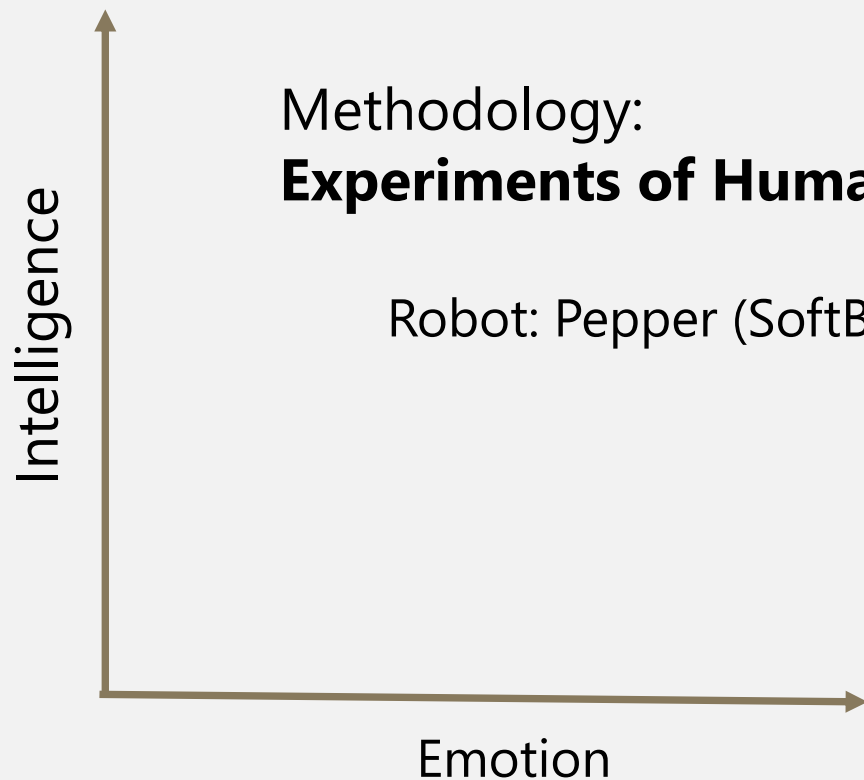 Methodology:
Experiments of Huma
Robot: Pepper (SoftB
Intelligence
Emotion